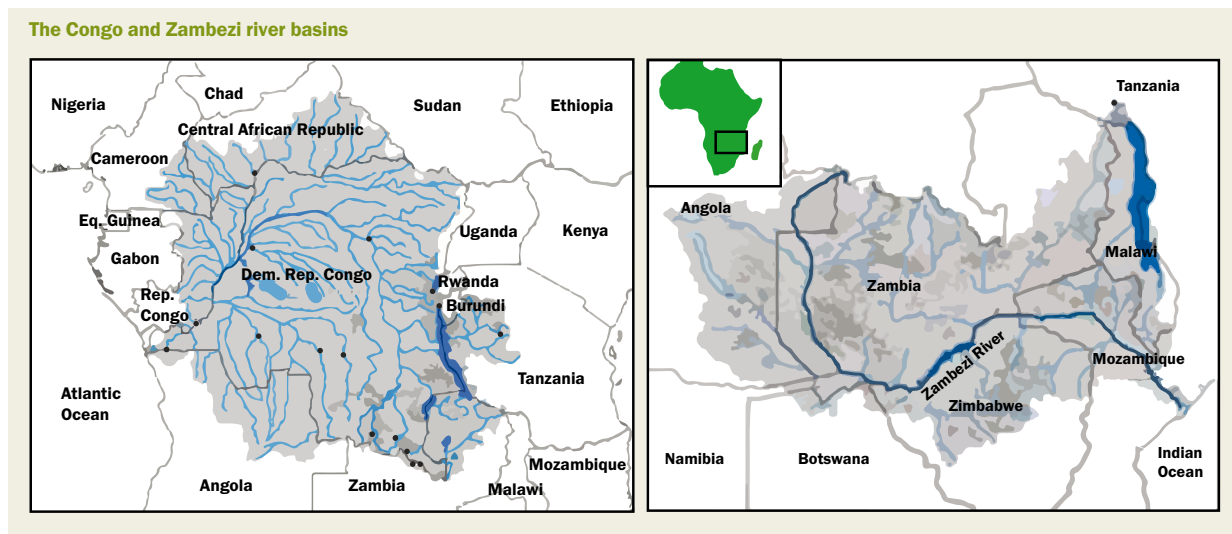 The Congo and Zambezi river basins
Nigeria
Chad
Sudan
Ethiopia
Central African Republic
Cameroon
Eq. Guinea
Gabon
Uganda
Kenya
Dem. Rep. Congo
Rwanda
Rep.
Congo
Burundi
Tanzania
Atlantic
Ocean
Angola
Zambia
Malawi
Mozambique
Tanzania
Angola
Malawi
Zambia
Mozambique
Zambezi River
Zimbabwe
Namibia
Botswana
Indian
Ocean